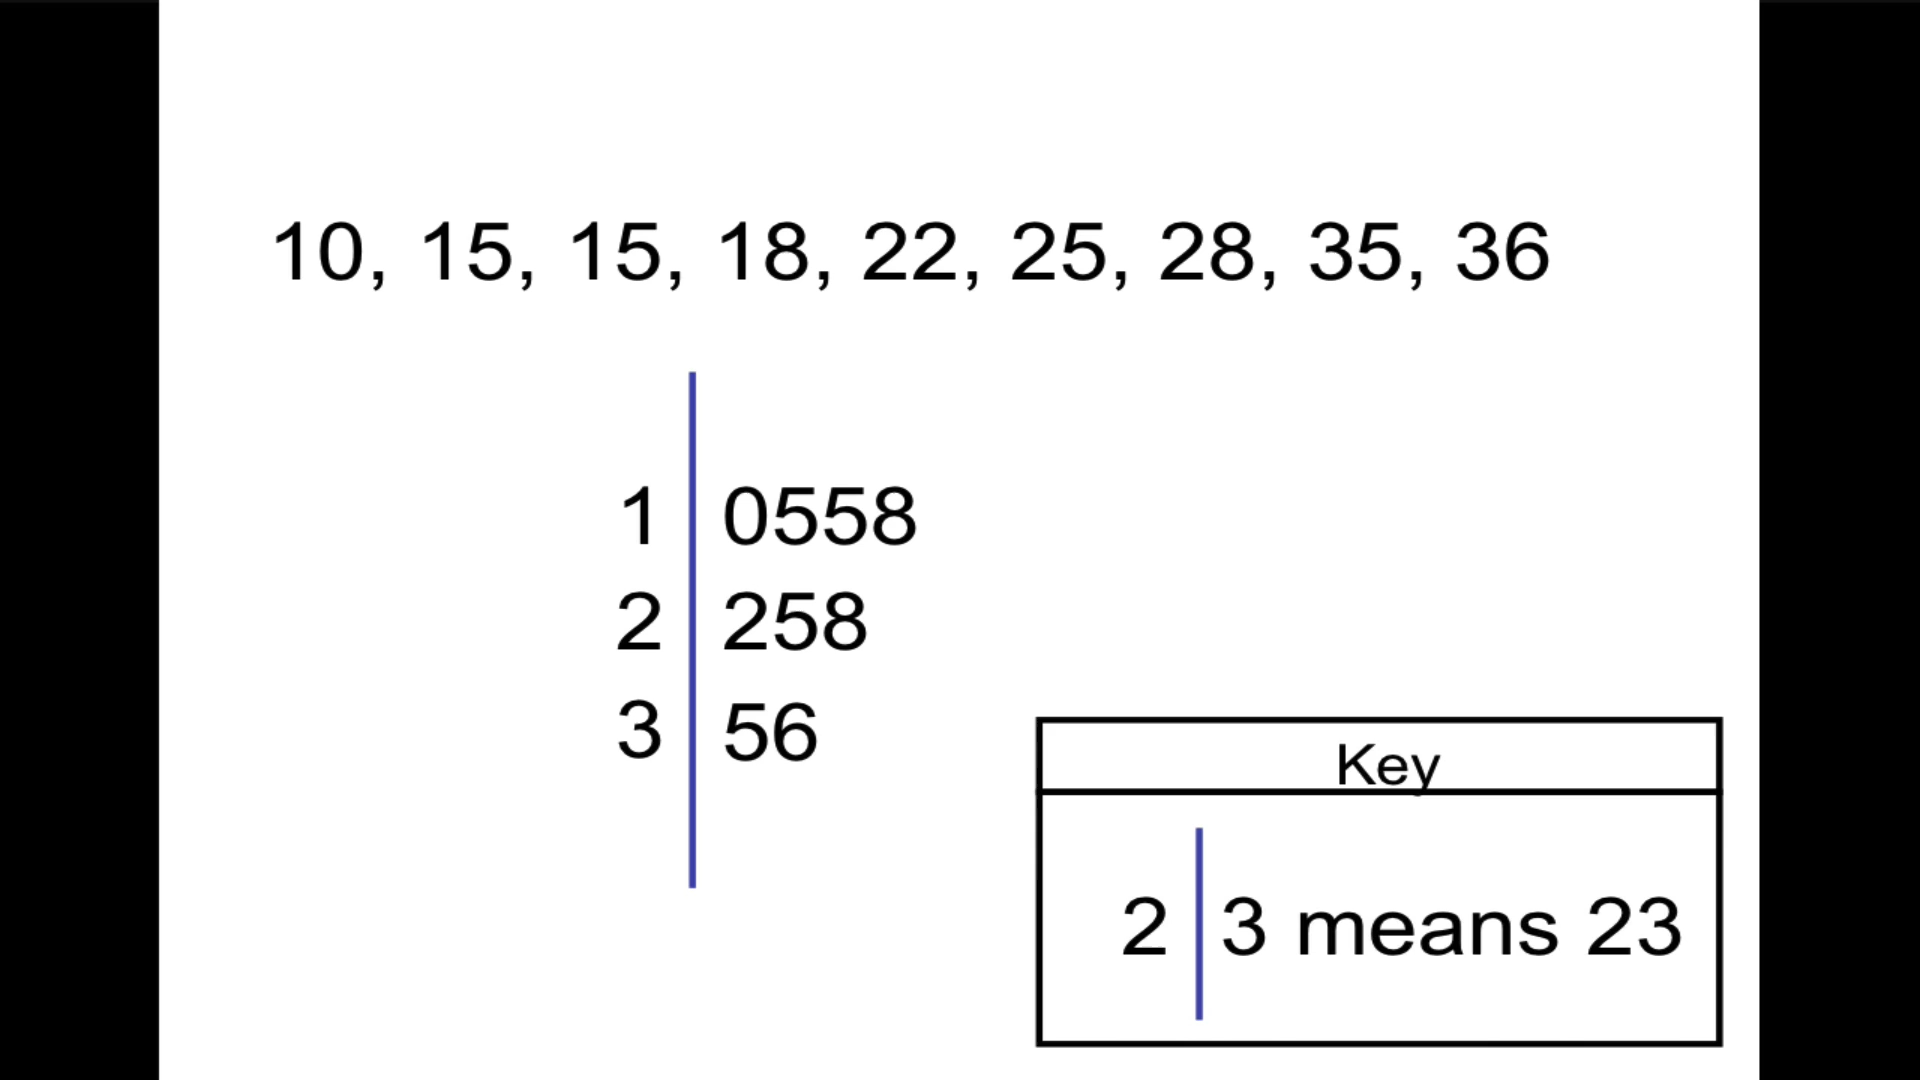 10, 15, 15, 18, 22, 25, 28, 35, 36
1 0558
2 258
3 56
Key
2 3 means 23